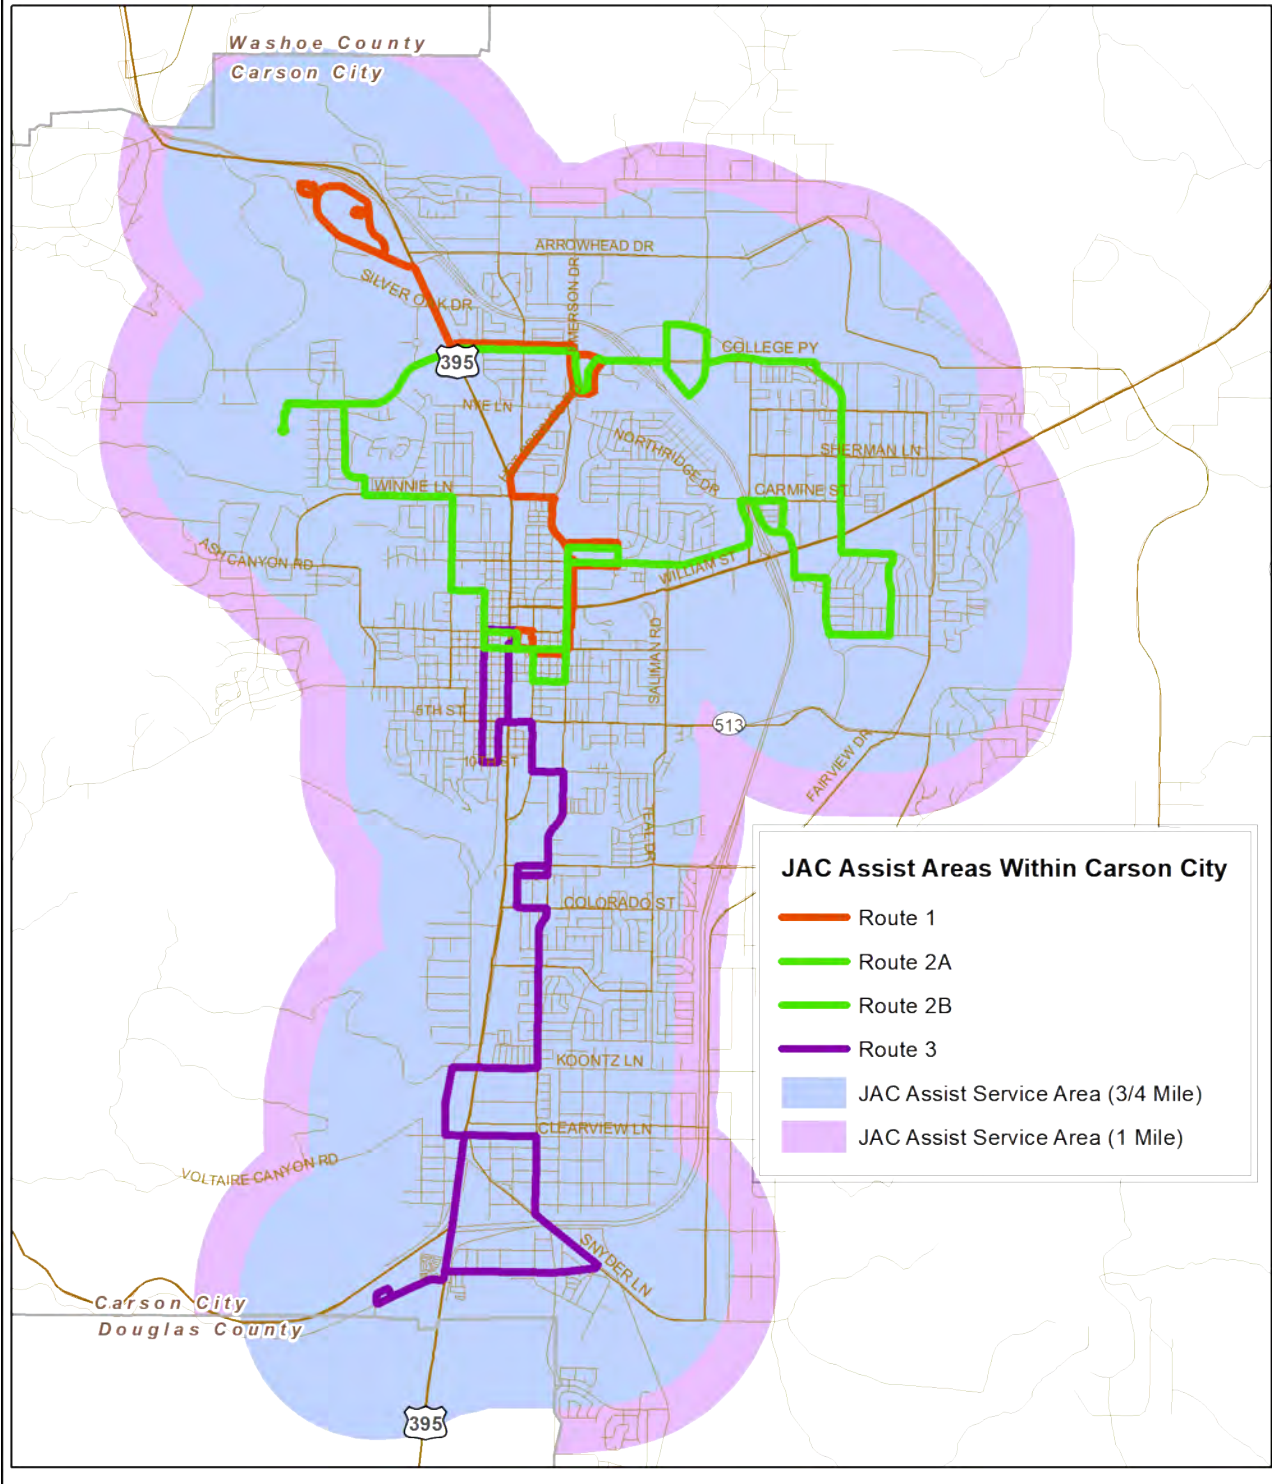 Washoe County
Carson City
ARROWHEAD DR
SILVER OAK DR
COLLEGE PY
395
NYE LN
NORTHRIDGE DR
SHERMAN LN
WINNIE LN
CARMINE ST
ASH CANYON RD
WILLIAM ST
SALIMAN RD
5TH ST
513
FAIRVIEW DR
TEAL DR
JAC Assist Areas Within Carson City
COLORADO ST
Route 1
Route 2A
Route 2B
Route 3
KOONTZ LN
JAC Assist Service Area (3/4 Mile)
CLEARVIEW LN
JAC Assist Service Area (1 Mile)
VOLTAIRE CANYON RD
SNYDER LN
Carson City
Douglas County
395